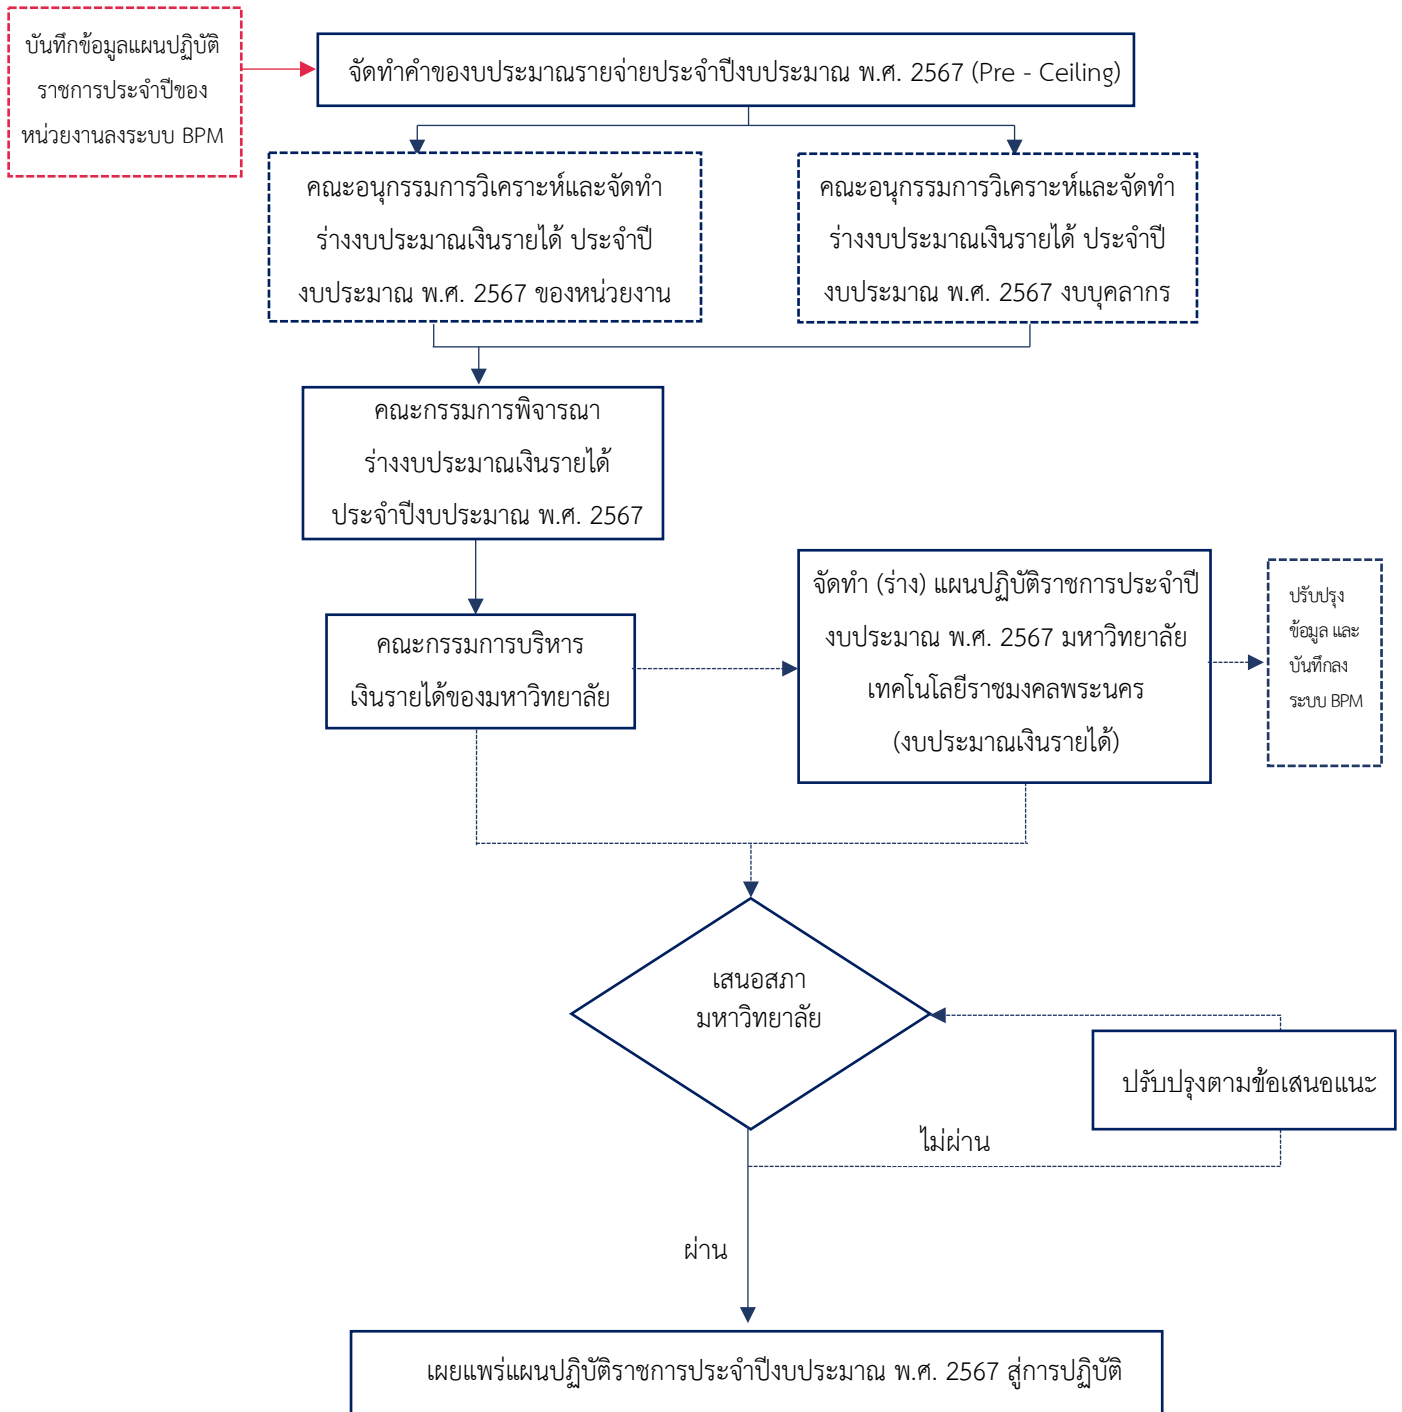 บันทึกข้อมูลแผนปฏิบัติ
ราชการประจำปีของ
หน่วยงานลงระบบ BPM
จัดทำคำของบประมาณรายจ่ายประจำปีงบประมาณ พ.ศ. 2567 (Pre - Ceiling)
คณะอนุกรรมการวิเคราะห์และจัดทำ
ร่างงบประมาณเงินรายได้ ประจำปี
งบประมาณ พ.ศ. 2567 ของหน่วยงาน
คณะอนุกรรมการวิเคราะห์และจัดทำ
ร่างงบประมาณเงินรายได้ ประจำปี
งบประมาณ พ.ศ. 2567 งบบุคลากร
คณะกรรมการพิจารณา
ร่างงบประมาณเงินรายได้
ประจำปีงบประมาณ พ.ศ. 2567
คณะกรรมการบริหาร
เงินรายได้ของมหาวิทยาลัย
จัดทำ (ร่าง) แผนปฏิบัติราชการประจำปี
งบประมาณ พ.ศ. 2567 มหาวิทยาลัย
เทคโนโลยีราชมงคลพระนคร
(งบประมาณเงินรายได้)
ปรับปรุง
ข้อมูล และ
บันทึกลง
ระบบ BPM
เสนอสภา
มหาวิทยาลัย
ปรับปรุงตามข้อเสนอแนะ
ไม่ผ่าน
ผ่าน
เผยแพร่แผนปฏิบัติราชการประจำปีงบประมาณ พ.ศ. 2567 สู่การปฏิบัติ